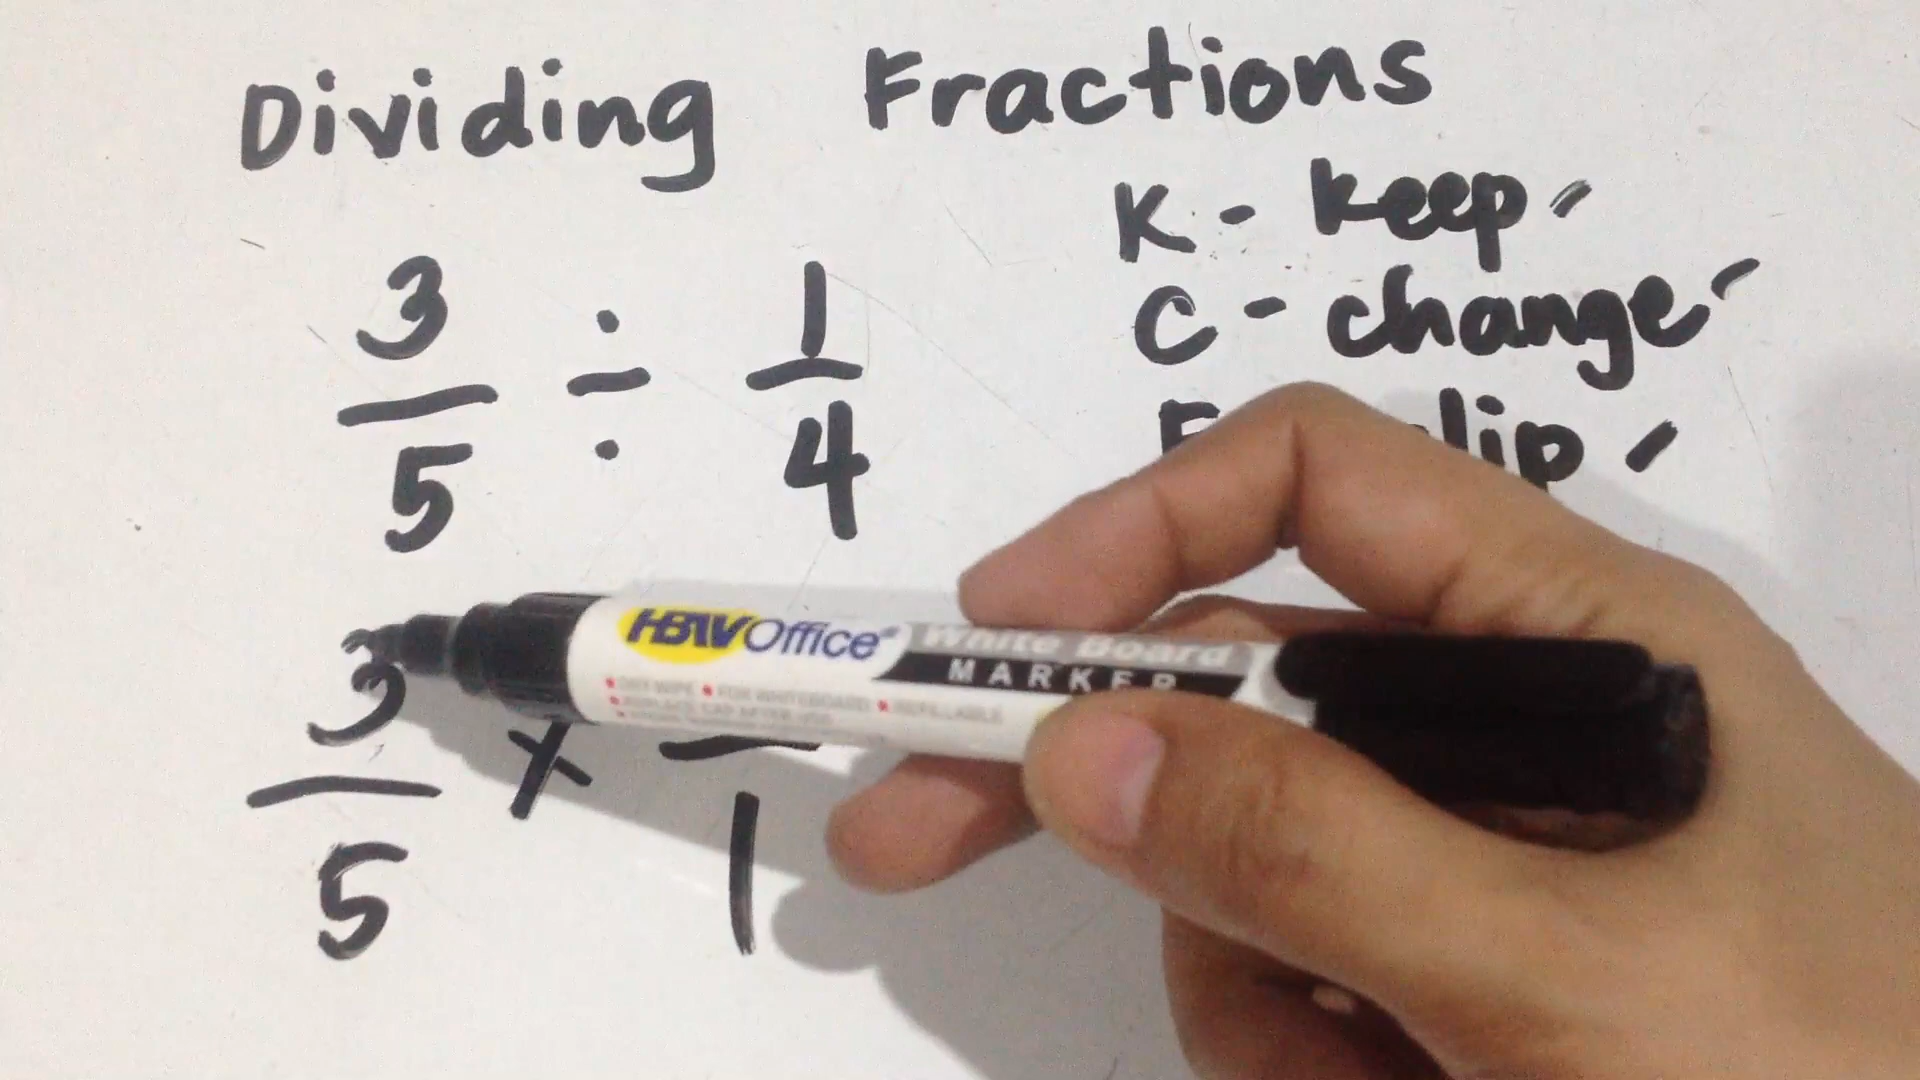 Dividing Fractions
K - keep
C - change
3/5 ÷ 1/4
3/5 × /1
HBW Office White Board
MARKER